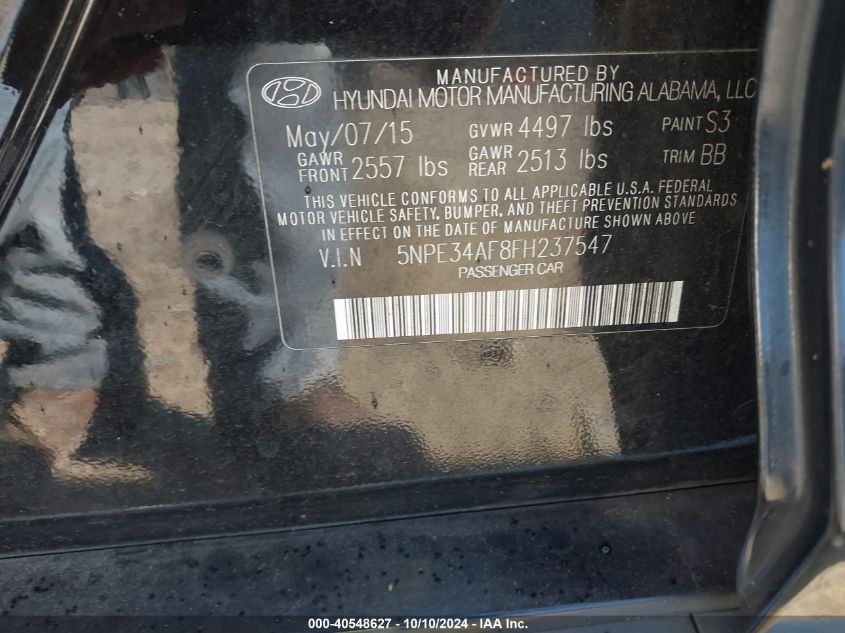 MANUFACTURED BY
HYUNDAI MOTOR MANUFACTURING ALABAMA, LLC
May/07/15 GVWR 4497 lbs PAINT S3
GAWR FRONT 2557 lbs GAWR REAR 2513 lbs TRIM BB
THIS VEHICLE CONFORMS TO ALL APPLICABLE U.S.A. FEDERAL
MOTOR VEHICLE SAFETY, BUMPER, AND THEFT PREVENTION STANDARDS
IN EFFECT ON THE DATE OF MANUFACTURE SHOWN ABOVE
V.I.N 5NPE34AF8FH237547
PASSENGER CAR
000-40548627 - 10/10/2024 - © IAA Inc.